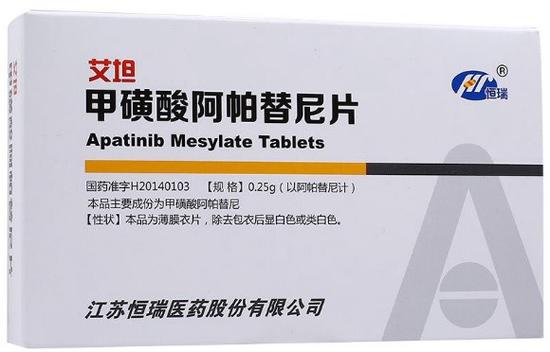 艾坦
恒瑞®
甲磺酸阿帕替尼片
Apatinib Mesylate Tablets
国药准字H20140103 【规 格】0.25g(以阿帕替尼计)
本品主要成份为甲磺酸阿帕替尼
【性状】本品为薄膜衣片,除去包衣后显白色或类白色。
江苏恒瑞医药股份有限公司